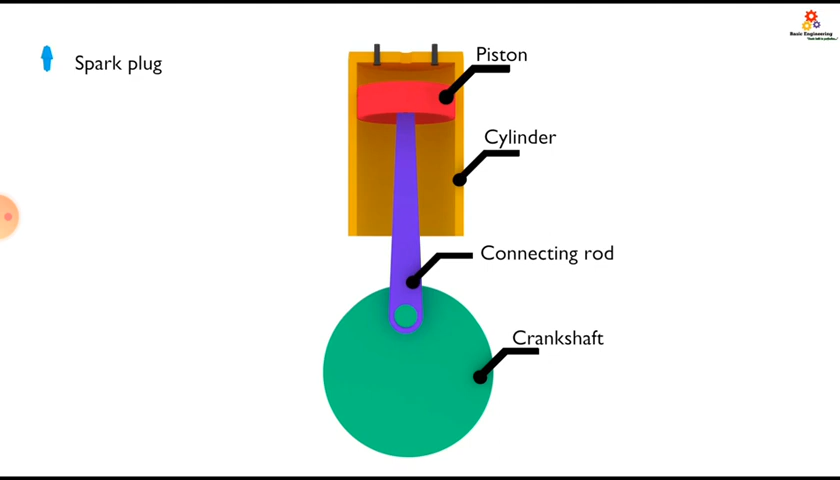 Basic Engineering
Piston
Spark plug
Cylinder
Connecting rod
Crankshaft